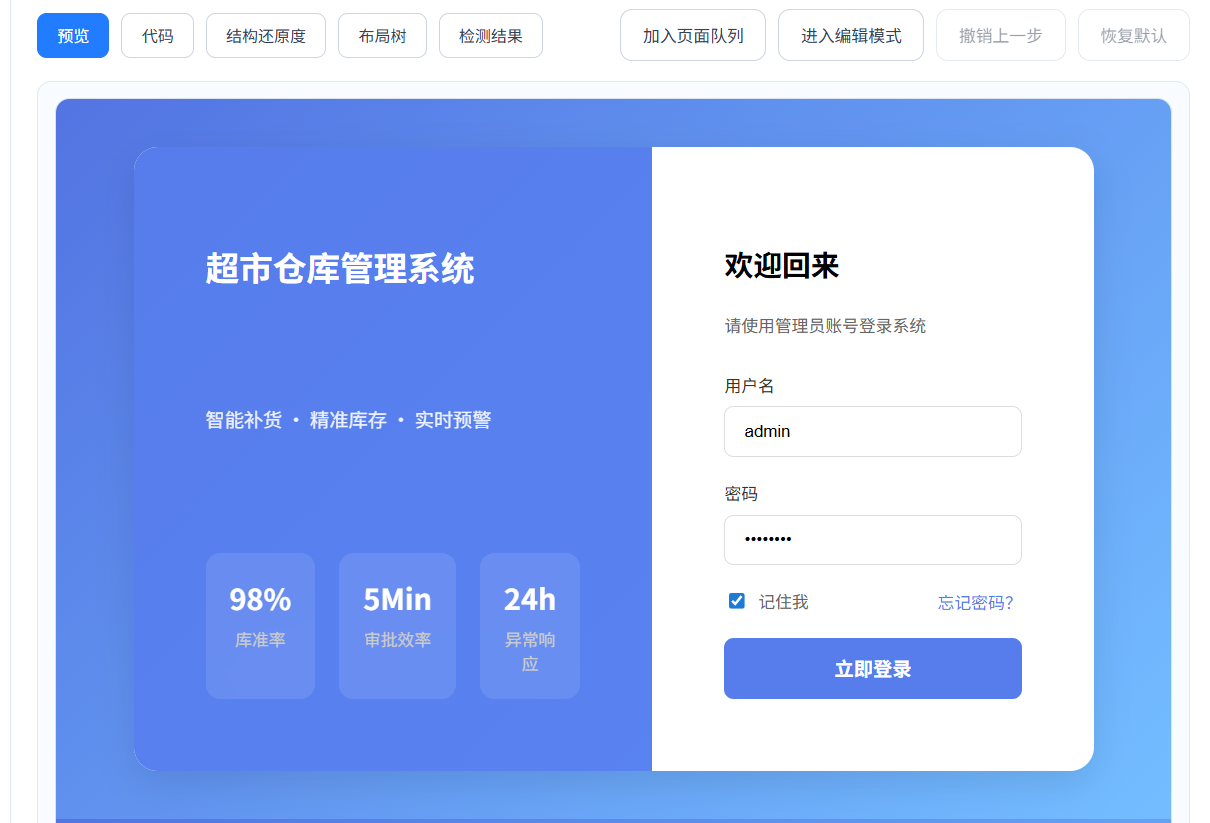 预览 代码 结构还原度 布局树 检测结果 加入页面队列 进入编辑模式 撤销上一步 恢复默认
超市仓库管理系统
智能补货 · 精准库存 · 实时预警
98%
库准率
5Min
审批效率
24h
异常响
应
欢迎回来
请使用管理员账号登录系统
用户名
admin
密码
••••••••
记住我 忘记密码?
立即登录